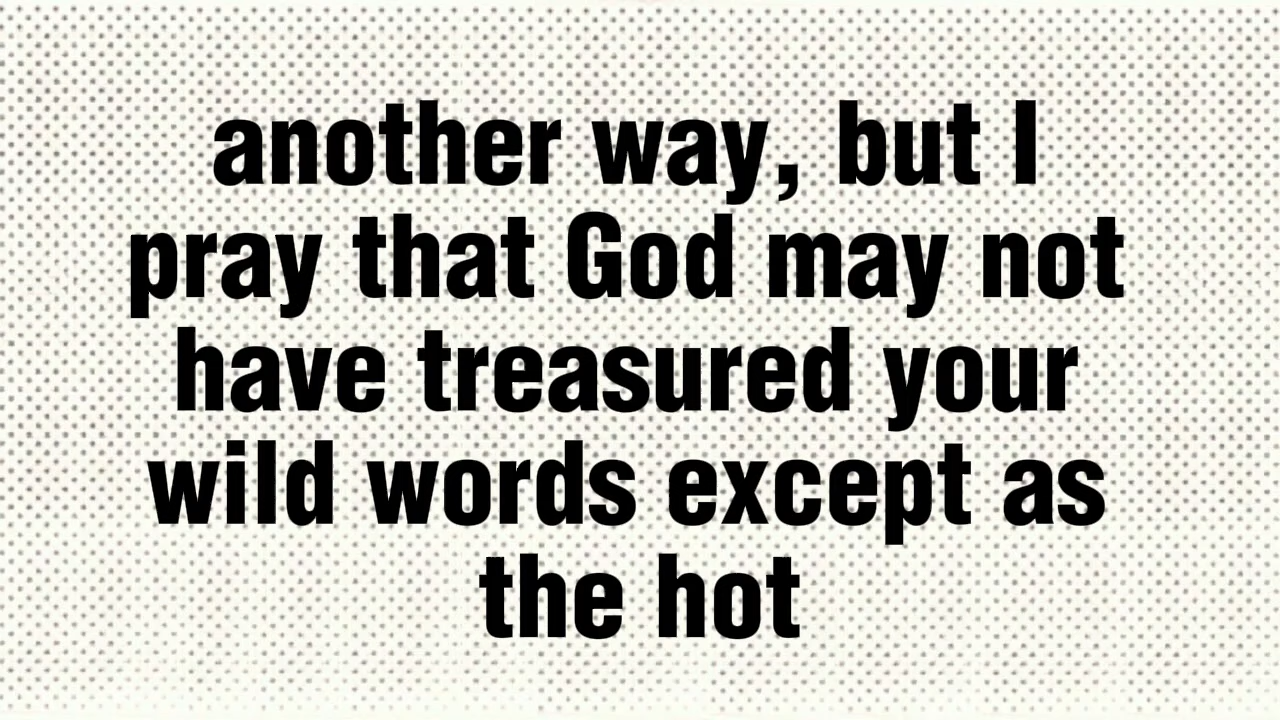 another way, but I
pray that God may not
have treasured your
wild words except as
the hot